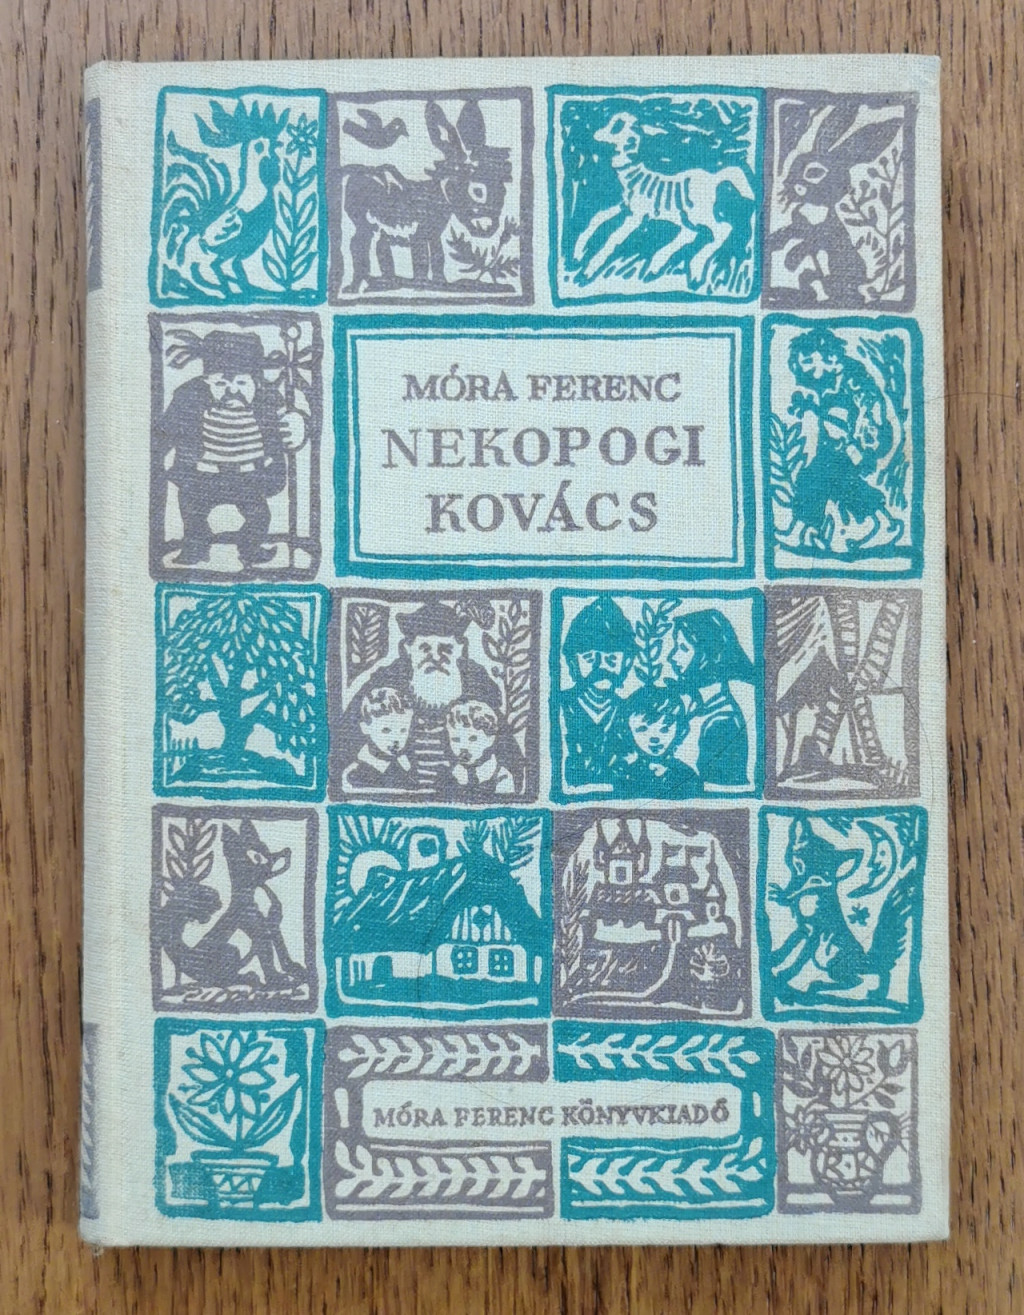 MÓRA FERENC
NEKOPOGI
KOVÁCS
MÓRA FERENC KÖNYVKIADÓ